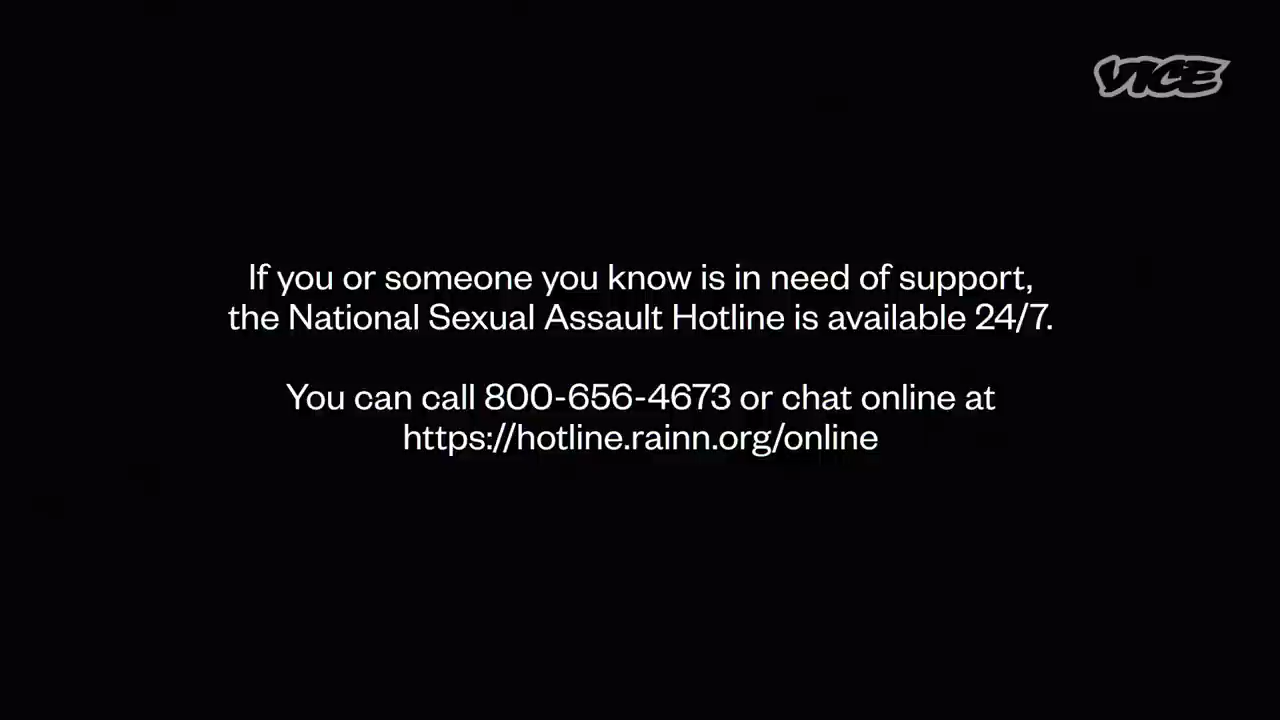 VICE
If you or someone you know is in need of support,
the National Sexual Assault Hotline is available 24/7.
You can call 800-656-4673 or chat online at
https://hotline.rainn.org/online